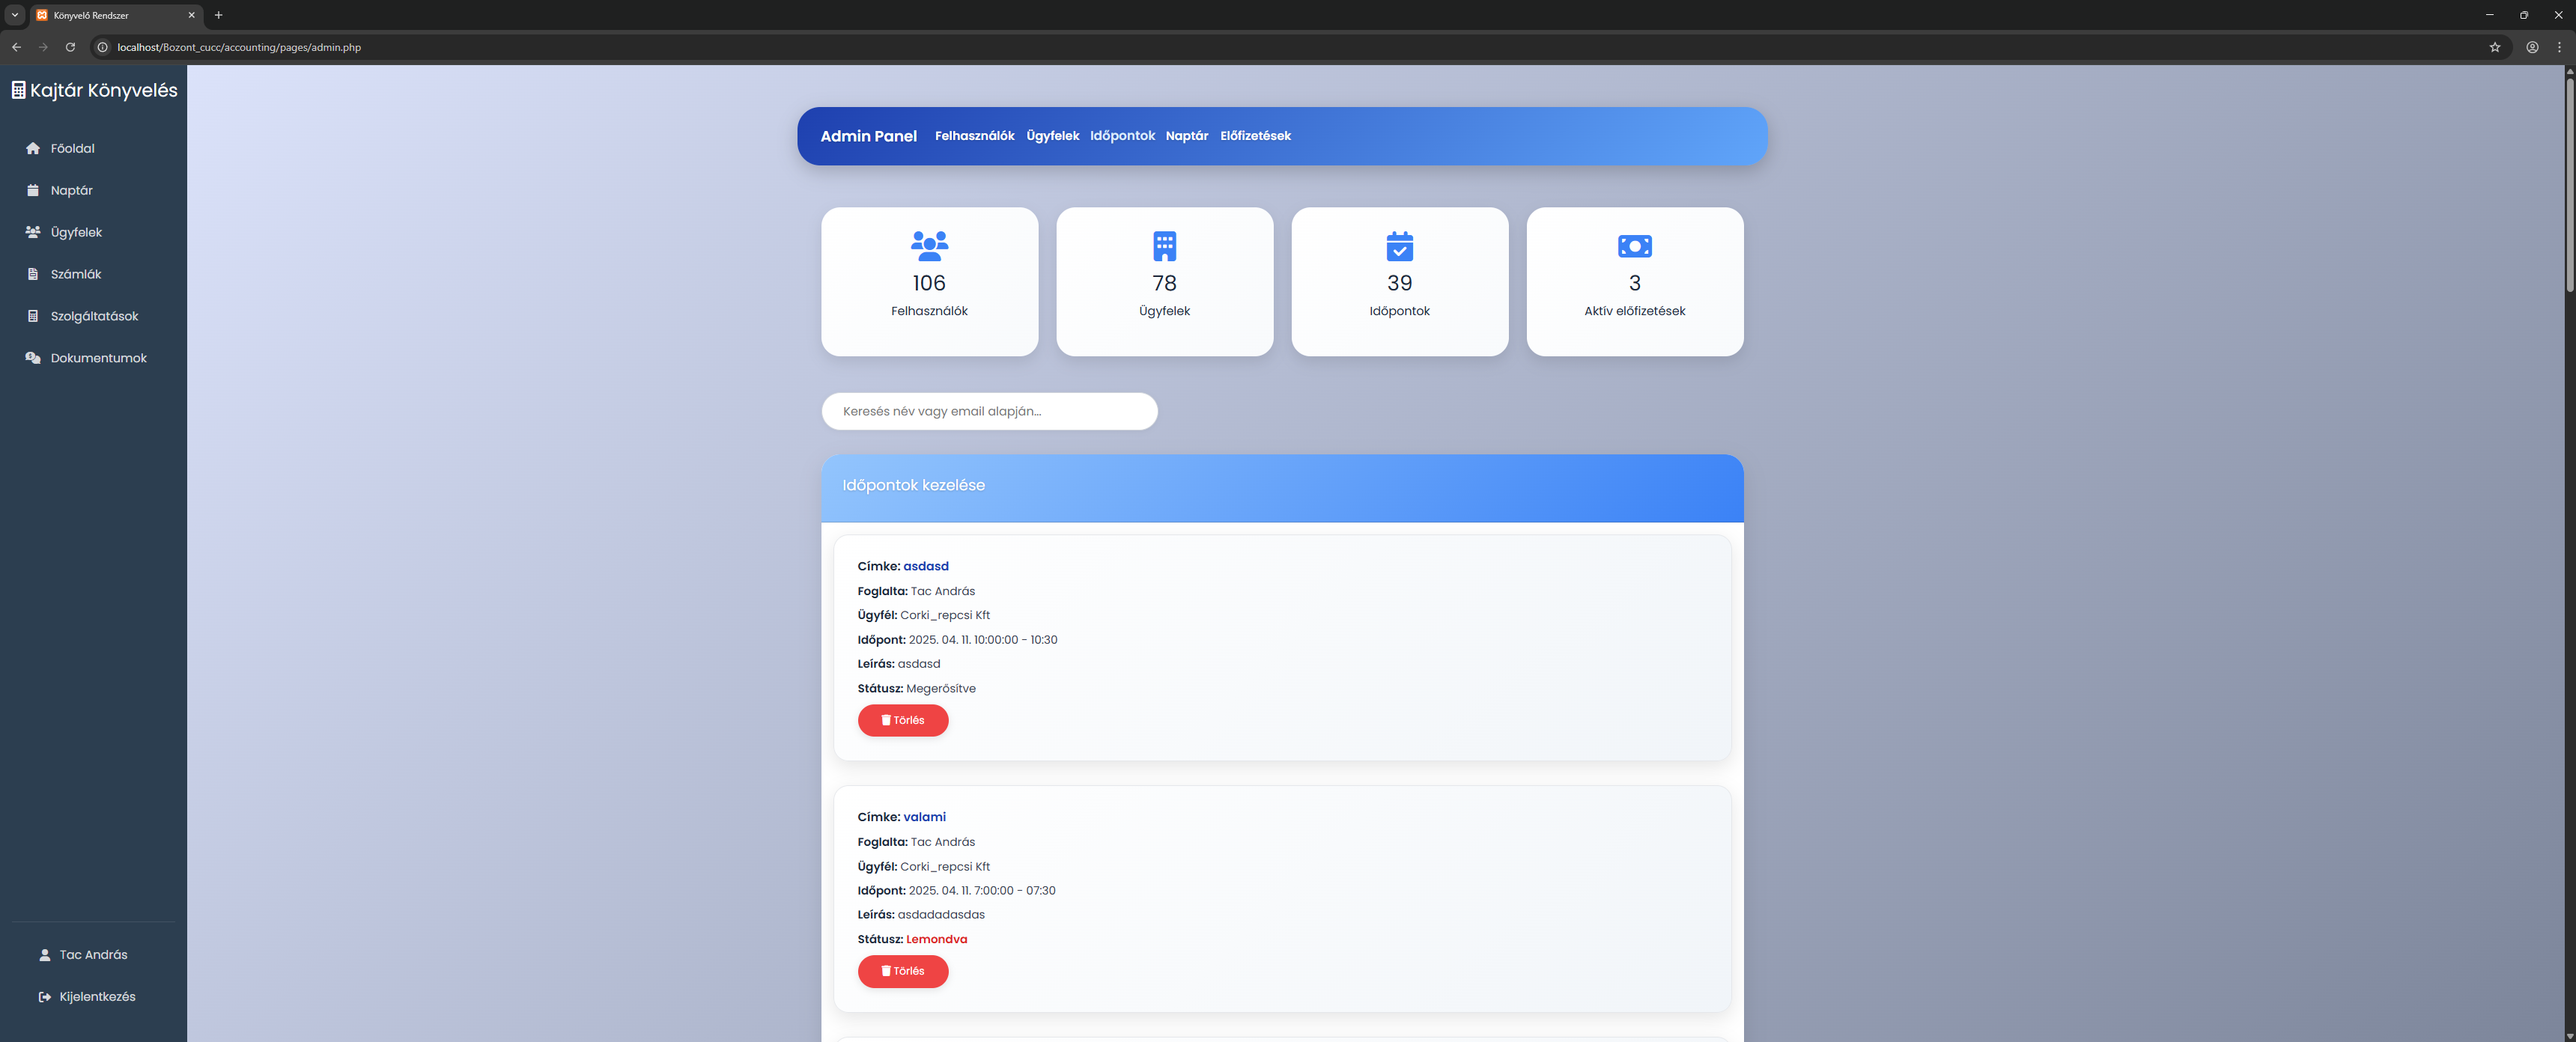 Könyvelő Rendszer
localhost/Bozont_cucc/accounting/pages/admin.php
Kajtár Könyvelés
Főoldal
Naptár
Ügyfelek
Számlák
Szolgáltatások
Dokumentumok
Tac András
Kijelentkezés
Admin Panel Felhasználók Ügyfelek Időpontok Naptár Előfizetések
106
Felhasználók
78
Ügyfelek
39
Időpontok
3
Aktív előfizetések
Keresés név vagy email alapján...
Időpontok kezelése
Címke: asdasd
Foglalta: Tac András
Ügyfél: Corki_repcsi Kft
Időpont: 2025. 04. 11. 10:00:00 - 10:30
Leírás: asdasd
Státusz: Megerősítve
Törlés
Címke: valami
Foglalta: Tac András
Ügyfél: Corki_repcsi Kft
Időpont: 2025. 04. 11. 7:00:00 - 07:30
Leírás: asdadadasdas
Státusz: Lemondva
Törlés